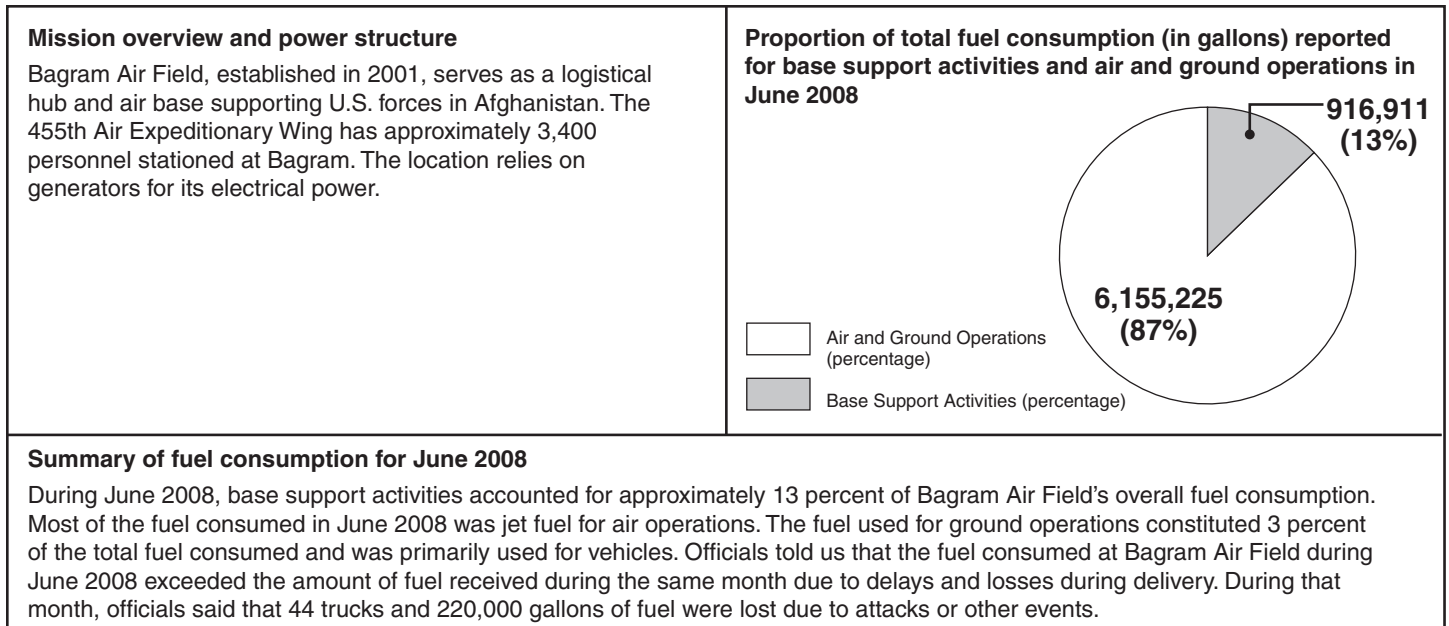 Mission overview and power structure
Bagram Air Field, established in 2001, serves as a logistical
hub and air base supporting U.S. forces in Afghanistan. The
455th Air Expeditionary Wing has approximately 3,400
personnel stationed at Bagram. The location relies on
generators for its electrical power.
Proportion of total fuel consumption (in gallons) reported
for base support activities and air and ground operations in
June 2008
916,911
(13%)
6,155,225
(87%)
Air and Ground Operations
(percentage)
Base Support Activities (percentage)
Summary of fuel consumption for June 2008
During June 2008, base support activities accounted for approximately 13 percent of Bagram Air Field's overall fuel consumption.
Most of the fuel consumed in June 2008 was jet fuel for air operations. The fuel used for ground operations constituted 3 percent
of the total fuel consumed and was primarily used for vehicles. Officials told us that the fuel consumed at Bagram Air Field during
June 2008 exceeded the amount of fuel received during the same month due to delays and losses during delivery. During that
month, officials said that 44 trucks and 220,000 gallons of fuel were lost due to attacks or other events.